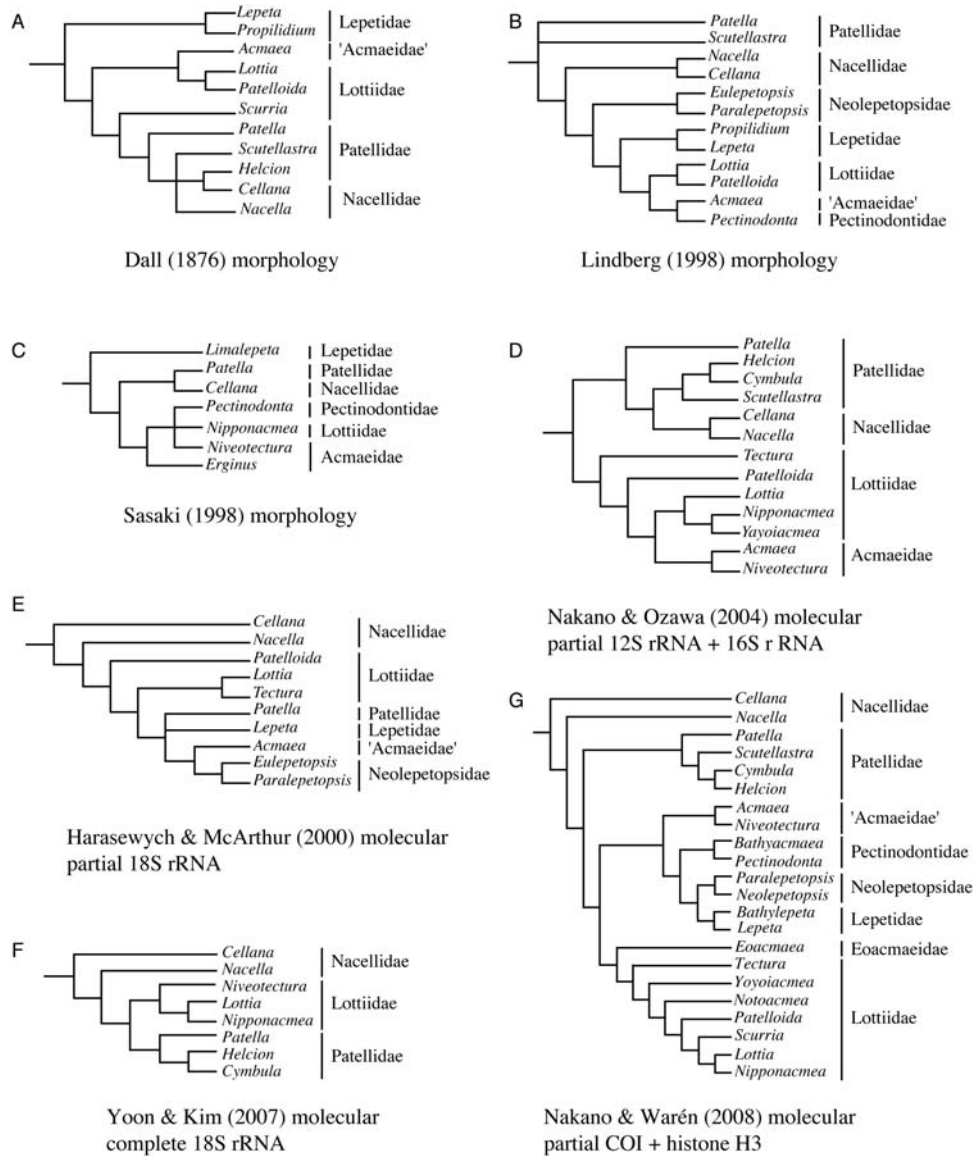 A
Lepeta
Propilidium
Lepetidae
Acmaea
'Acmaeidae'
Lottia
Patelloida
Scurria
Lottiidae
Patella
Scutellastra
Helcion
Patellidae
Cellana
Nacella
Nacellidae
Dall (1876) morphology
B
Patella
Scutellastra
Patellidae
Nacella
Cellana
Nacellidae
Eulepetopsis
Paralepetopsis
Neolepetopsidae
Propilidium
Lepeta
Lepetidae
Lottia
Patelloida
Lottiidae
Acmaea
'Acmaeidae'
Pectinodonta
Pectinodontidae
Lindberg (1998) morphology
C
Limalepeta
Lepetidae
Patella
Patellidae
Cellana
Nacellidae
Pectinodonta
Pectinodontidae
Nipponacmea
Lottiidae
Niveotectura
Erginus
Acmaeidae
Sasaki (1998) morphology
D
Patella
Helcion
Cymbula
Scutellastra
Patellidae
Cellana
Nacella
Nacellidae
Tectura
Patelloida
Lottia
Nipponacmea
Yayoiacmea
Lottiidae
Acmaea
Niveotectura
Acmaeidae
Nakano & Ozawa (2004) molecular
partial 12S rRNA + 16S r RNA
E
Cellana
Nacella
Nacellidae
Patelloida
Lottia
Tectura
Lottiidae
Patella
Patellidae
Lepeta
Lepetidae
Acmaea
'Acmaeidae'
Eulepetopsis
Paralepetopsis
Neolepetopsidae
Harasewych & McArthur (2000) molecular
partial 18S rRNA
F
Cellana
Nacella
Nacellidae
Niveotectura
Lottia
Nipponacmea
Lottiidae
Patella
Helcion
Cymbula
Patellidae
Yoon & Kim (2007) molecular
complete 18S rRNA
G
Cellana
Nacella
Nacellidae
Patella
Scutellastra
Cymbula
Helcion
Patellidae
Acmaea
Niveotectura
'Acmaeidae'
Bathyacmaea
Pectinodonta
Pectinodontidae
Paralepetopsis
Neolepetopsis
Neolepetopsidae
Bathylepeta
Lepeta
Lepetidae
Eoacmaea
Eoacmaeidae
Tectura
Yoyoiacmea
Notoacmea
Patelloida
Scurria
Lottia
Nipponacmea
Lottiidae
Nakano & Warén (2008) molecular
partial COI + histone H3